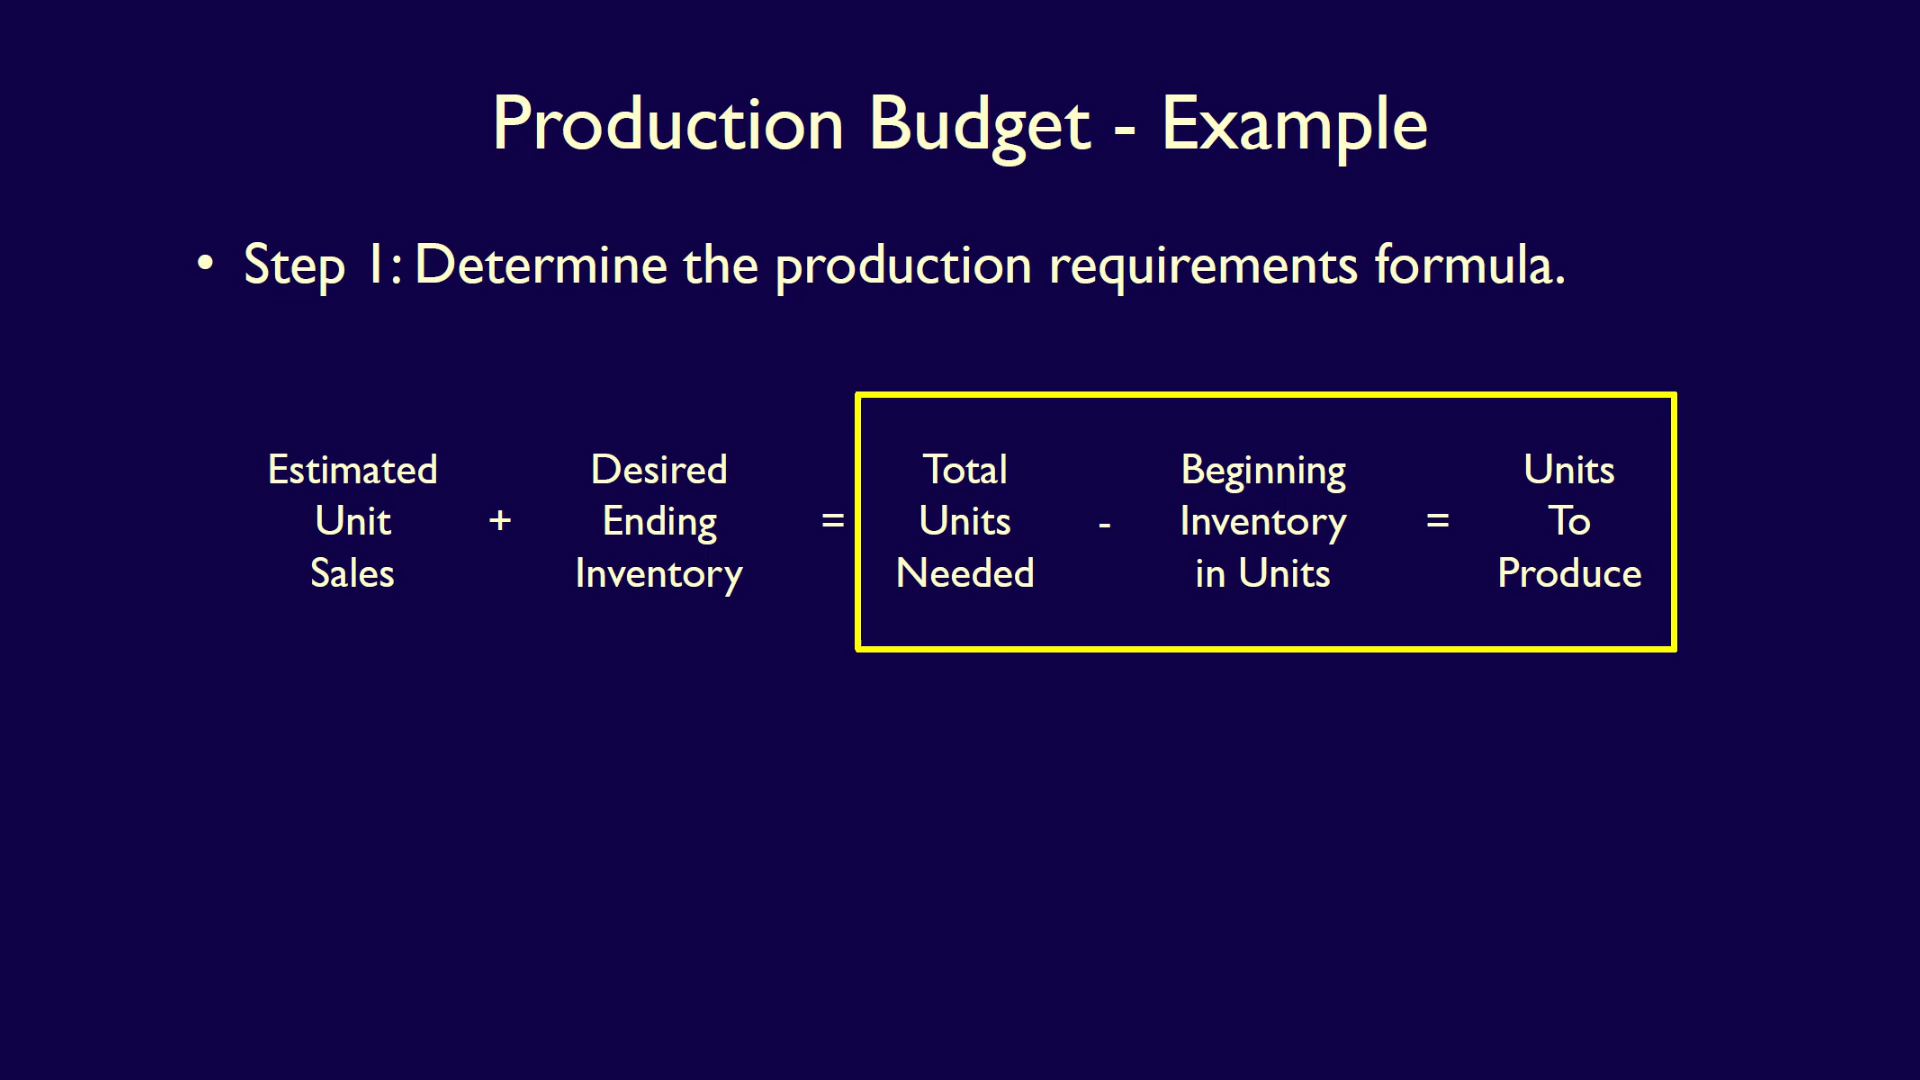 Production Budget - Example
• Step 1: Determine the production requirements formula.
Estimated Desired Total Beginning Units
Unit + Ending = Units - Inventory = To
Sales Inventory Needed in Units Produce